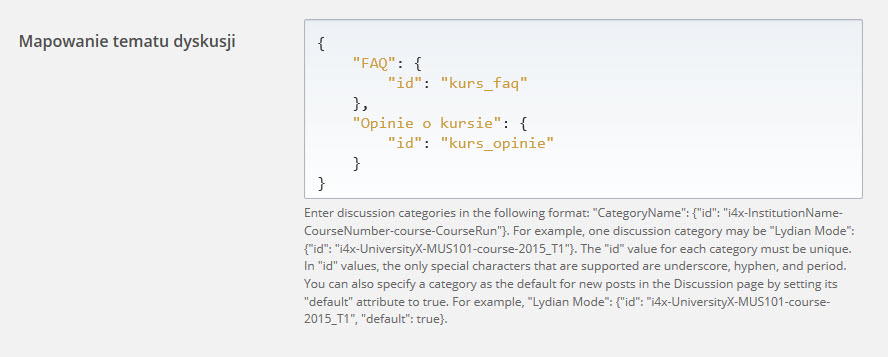 Mapowanie tematu dyskusji
{
    "FAQ": {
        "id": "kurs_faq"
    },
    "Opinie o kursie": {
        "id": "kurs_opinie"
    }
}
Enter discussion categories in the following format: "CategoryName": {"id": "i4x-InstitutionName-
CourseNumber-course-CourseRun"}. For example, one discussion category may be "Lydian Mode":
{"id": "i4x-UniversityX-MUS101-course-2015_T1"}. The "id" value for each category must be unique.
In "id" values, the only special characters that are supported are underscore, hyphen, and period.
You can also specify a category as the default for new posts in the Discussion page by setting its
"default" attribute to true. For example, "Lydian Mode": {"id": "i4x-UniversityX-MUS101-course-
2015_T1", "default": true}.